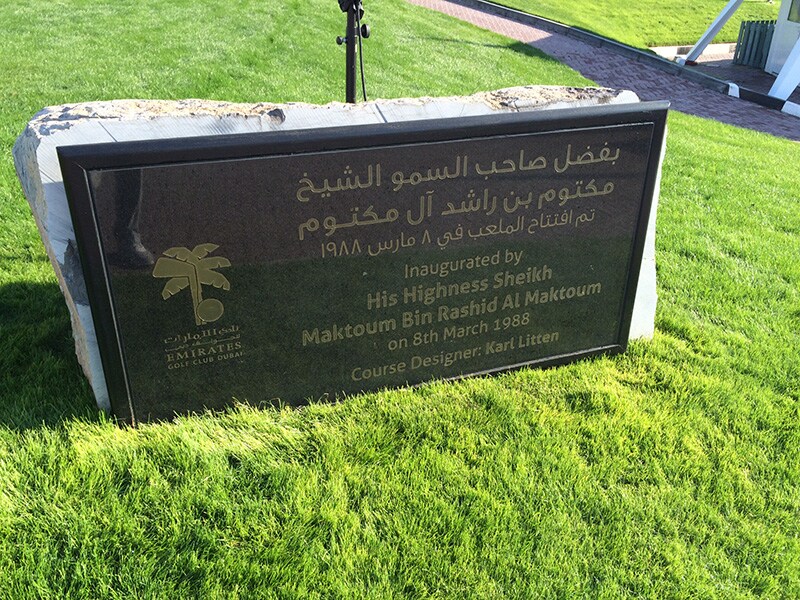 بفضل صاحب السمو الشيخ
مكتوم بن راشد آل مكتوم
تم افتتاح الملعب في ٨ مارس ١٩٨٨
Inaugurated by
His Highness Sheikh
Maktoum Bin Rashid Al Maktoum
on 8th March 1988
Course Designer: Karl Litten
نادي الإمارات
EMIRATES
GOLF CLUB DUBAI